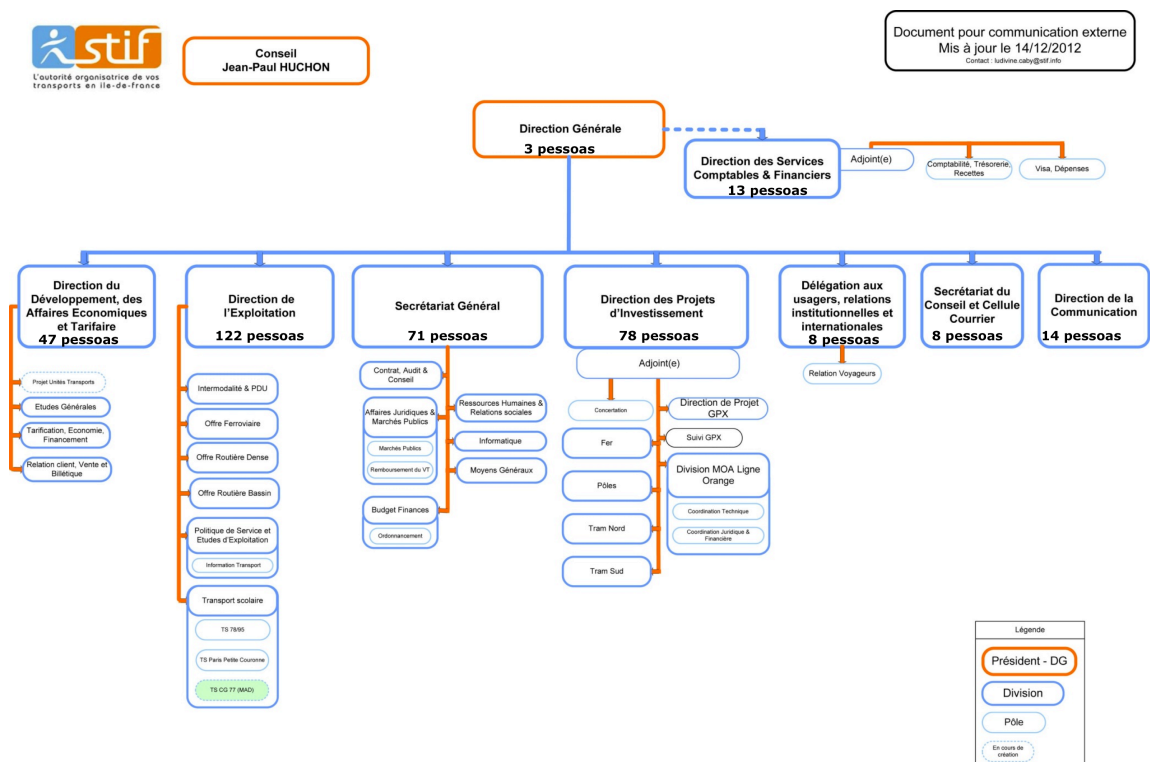 stif
L'autorité organisatrice de vos
transports en ile-de-france
Conseil
Jean-Paul HUCHON
Document pour communication externe
Mis à jour le 14/12/2012
Contact : ludivine.caby@stif.info
Direction Générale
3 pessoas
Direction des Services
Comptables & Financiers
13 pessoas
Adjoint(e)
Comptabilité, Trésorerie,
Recettes
Visa, Dépenses
Direction du
Développement, des
Affaires Economiques
et Tarifaire
47 pessoas
Direction de
l'Exploitation
122 pessoas
Secrétariat Général
71 pessoas
Direction des Projets
d'Investissement
78 pessoas
Délégation aux
usagers, relations
institutionnelles et
internationales
8 pessoas
Secrétariat du
Conseil et Cellule
Courrier
8 pessoas
Direction de la
Communication
14 pessoas
Projet Unités Transports
Etudes Générales
Tarification, Economie,
Financement
Relation client, Vente et
Billétique
Intermodalité & PDU
Offre Ferroviaire
Offre Routière Dense
Offre Routière Bassin
Politique de Service et
Etudes d'Exploitation
Information Transport
Transport scolaire
TS 78/95
TS Paris Petite Couronne
TS CG 77 (MAD)
Contrat, Audit &
Conseil
Affaires Juridiques &
Marchés Publics
Marchés Publics
Remboursement du VT
Budget Finances
Ordonnancement
Ressources Humaines &
Relations sociales
Informatique
Moyens Généraux
Adjoint(e)
Concertation
Fer
Pôles
Tram Nord
Tram Sud
Direction de Projet
GPX
Suivi GPX
Division MOA Ligne
Orange
Coordination Technique
Coordination Juridique &
Financière
Relation Voyageurs
Légende
Président - DG
Division
Pôle
En cours de
création